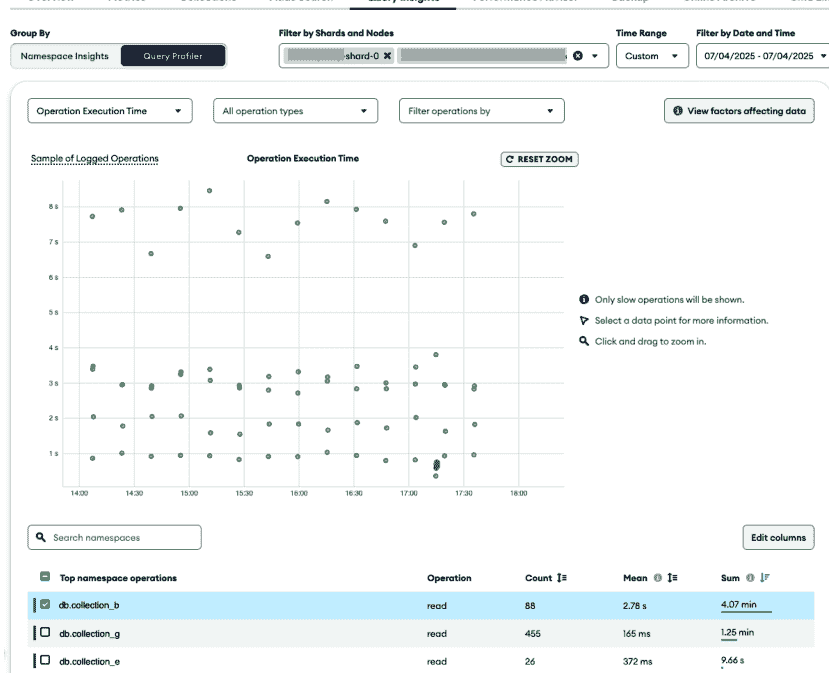 Query Insights
Group By
Filter by Shards and Nodes
Time Range
Filter by Date and Time
Namespace Insights
Query Profiler
shard-0
Custom
07/04/2025 - 07/04/2025
Operation Execution Time
All operation types
Filter operations by
View factors affecting data
Sample of Logged Operations
Operation Execution Time
RESET ZOOM
8 s
7 s
6 s
5 s
4 s
3 s
2 s
1 s
Only slow operations will be shown.
Select a data point for more information.
Click and drag to zoom in.
14:00 14:30 15:00 15:30 16:00 16:30 17:00 17:30 18:00
Search namespaces
Edit columns
Top namespace operations Operation Count Mean Sum
db.collection_b read 88 2.78 s 4.07 min
db.collection_g read 455 165 ms 1.25 min
db.collection_e read 26 372 ms 9.66 s